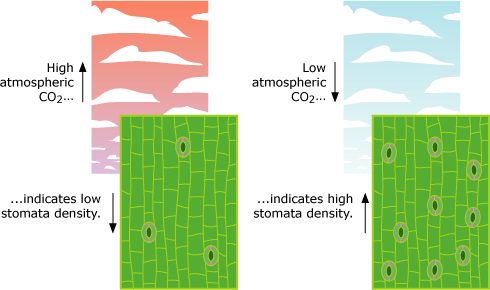 High
atmospheric
CO2...
...indicates low
stomata density.
Low
atmospheric
CO2...
...indicates high
stomata density.